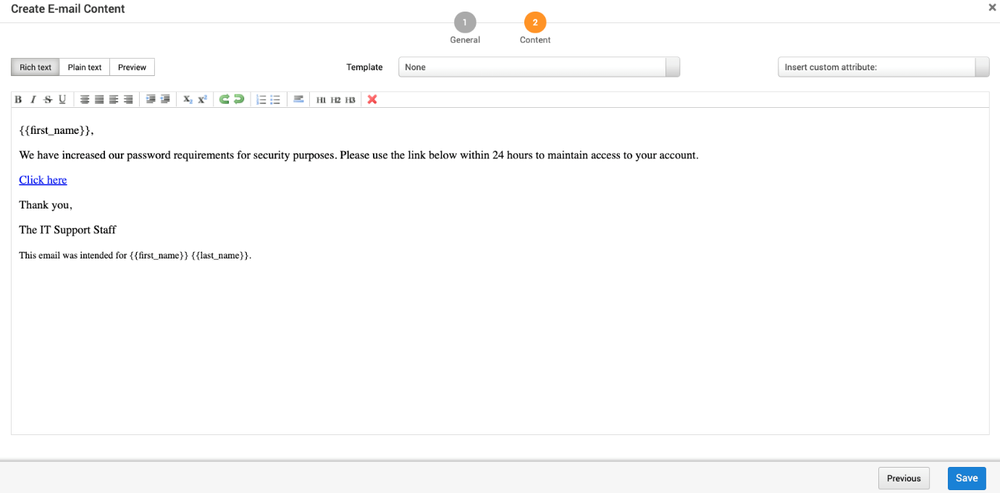 Create E-mail Content
×
1
2
General
Content
Rich text Plain text Preview
Template
None
Insert custom attribute:
B I S U X₂ X² H1 H2 H3
{{first_name}},
We have increased our password requirements for security purposes. Please use the link below within 24 hours to maintain access to your account.
Click here
Thank you,
The IT Support Staff
This email was intended for {{first_name}} {{last_name}}.
Previous
Save